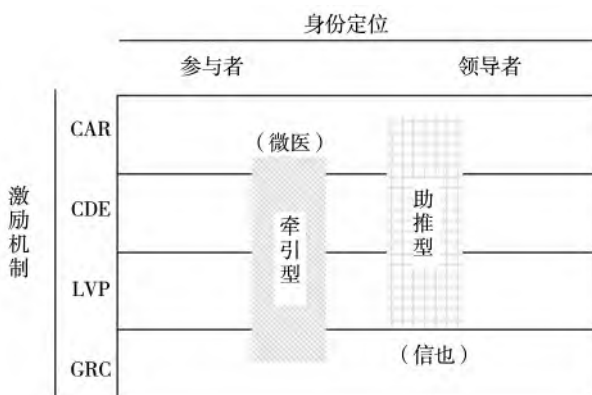 身份定位
参与者 领导者
激励机制
CAR
(微医)
CDE
牵引型
助推型
LVP
(信也)
GRC